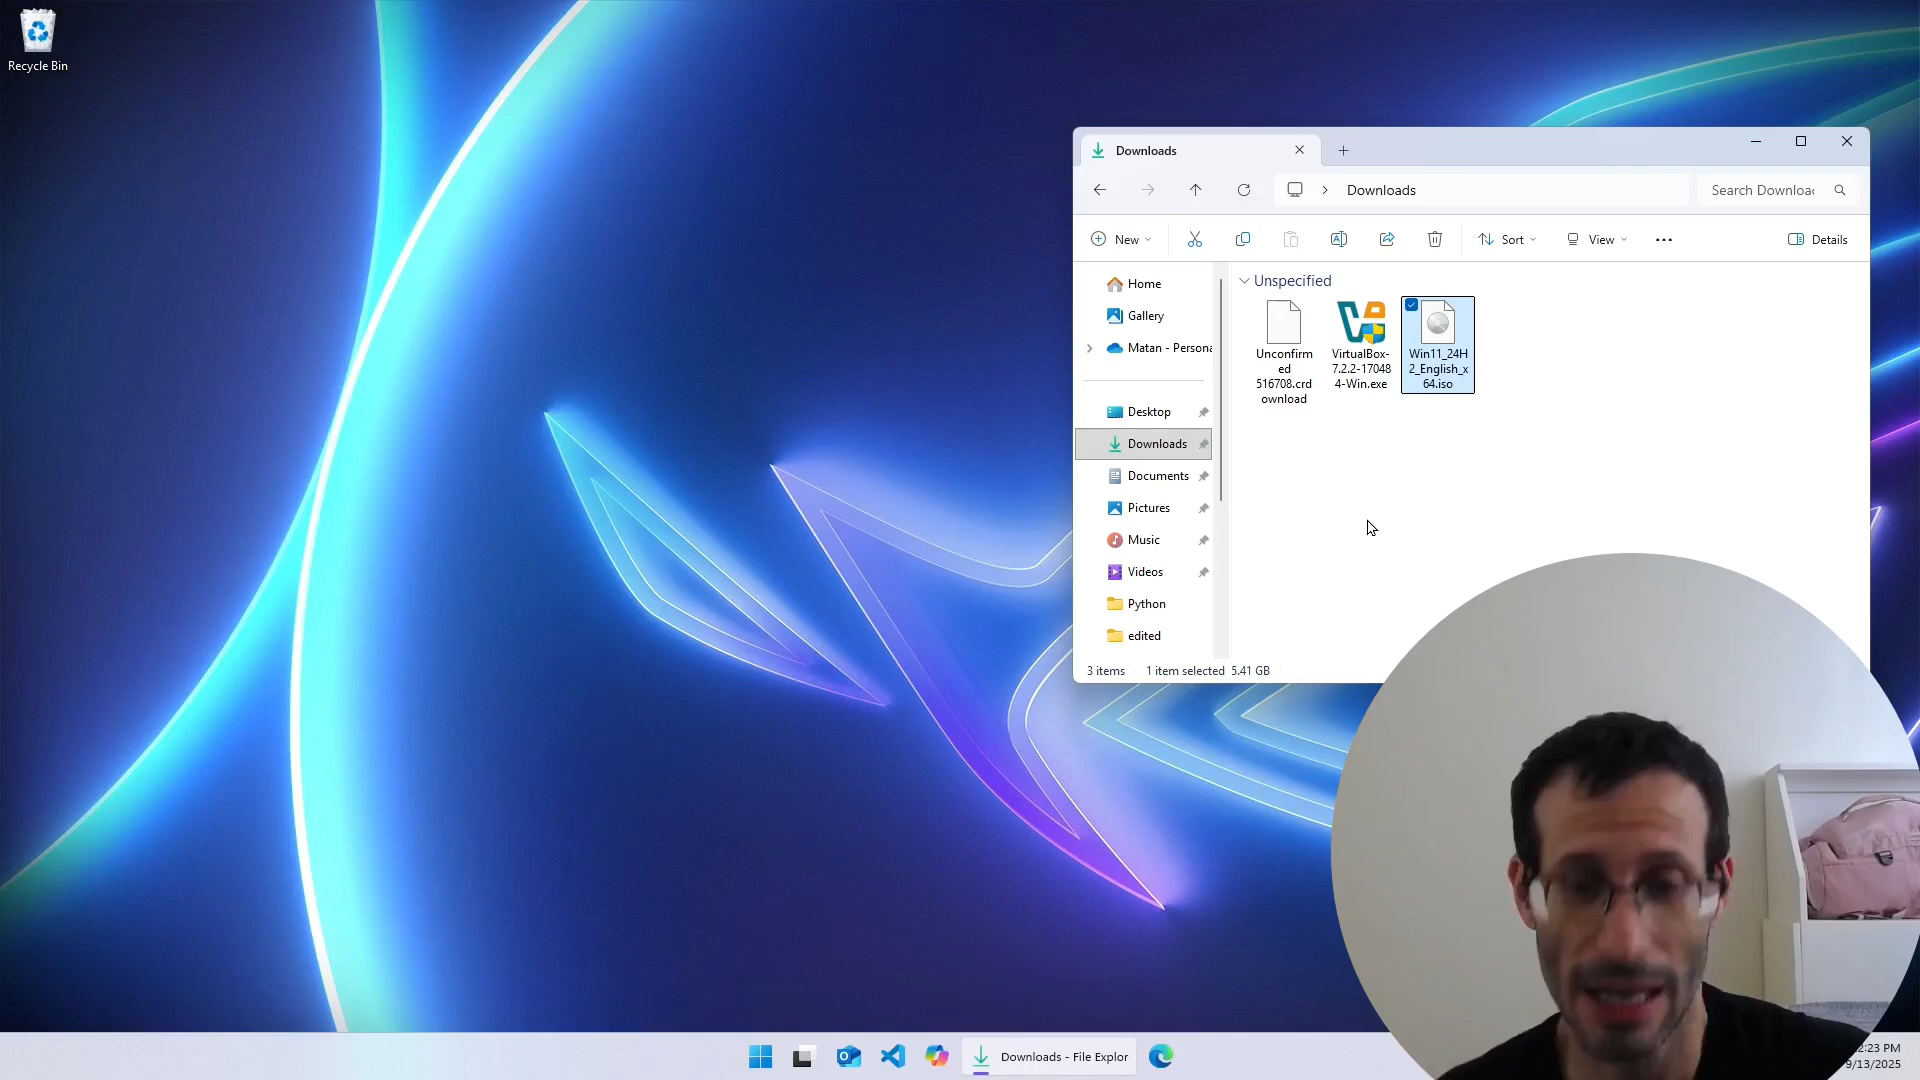 Recycle Bin
Downloads
Downloads
Search Downloac
New
Sort
View
Details
Home
Gallery
Matan - Persona
Desktop
Downloads
Documents
Pictures
Music
Videos
Python
edited
Unspecified
Unconfirm
ed
516708.crd
ownload
VirtualBox-
7.2.2-17048
4-Win.exe
Win11_24H
2_English_x
64.iso
3 items
1 item selected 5.41 GB
Downloads - File Explor
2:23 PM
9/13/2025